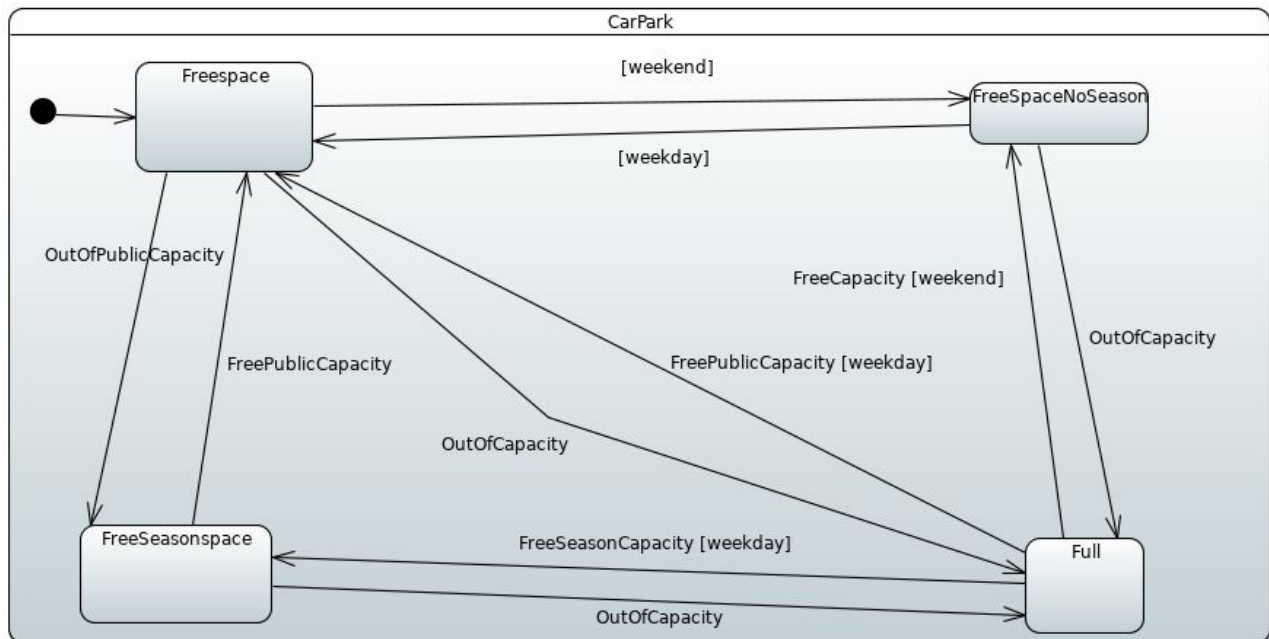 CarPark
Freespace
[weekend]
FreeSpaceNoSeason
[weekday]
OutOfPublicCapacity
FreeCapacity [weekend]
OutOfCapacity
FreePublicCapacity
FreePublicCapacity [weekday]
OutOfCapacity
FreeSeasonspace
FreeSeasonCapacity [weekday]
Full
OutOfCapacity